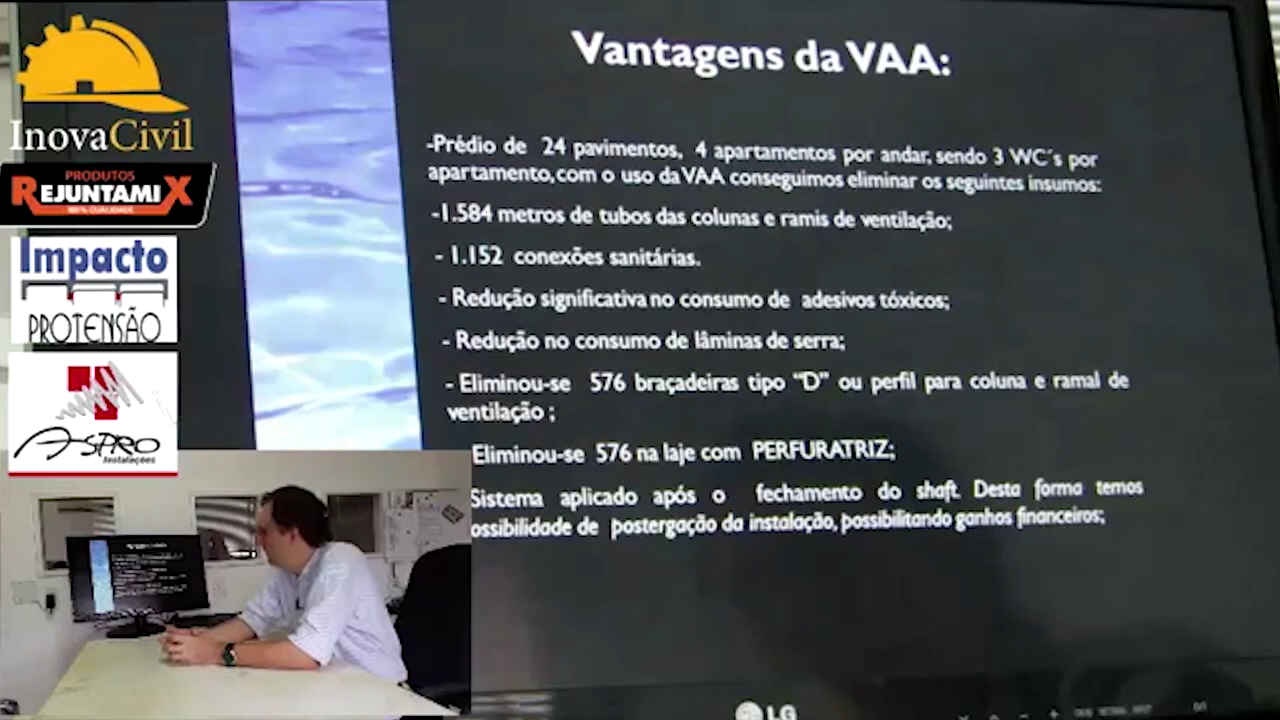 Vantagens da VAA:
-Prédio de 24 pavimentos, 4 apartamentos por andar, sendo 3 WC´s por
apartamento, com o uso da VAA conseguimos eliminar os seguintes insumos:
-1.584 metros de tubos das colunas e ramis de ventilação;
- 1.152 conexões sanitárias.
- Redução significativa no consumo de adesivos tóxicos;
- Redução no consumo de lâminas de serra;
- Eliminou-se 576 braçadeiras tipo “D” ou perfil para coluna e ramal de
ventilação ;
Eliminou-se 576 na laje com PERFURATRIZ;
Sistema aplicado após o fechamento do shaft. Desta forma temos
ossibilidade de postergação da instalação, possibilitando ganhos financeiros;
InovaCivil
PRODUTOS
REJUNTAMIX
100% QUALIDADE
Impacto
PROTENSÃO
ASPRO
Instalações
LG